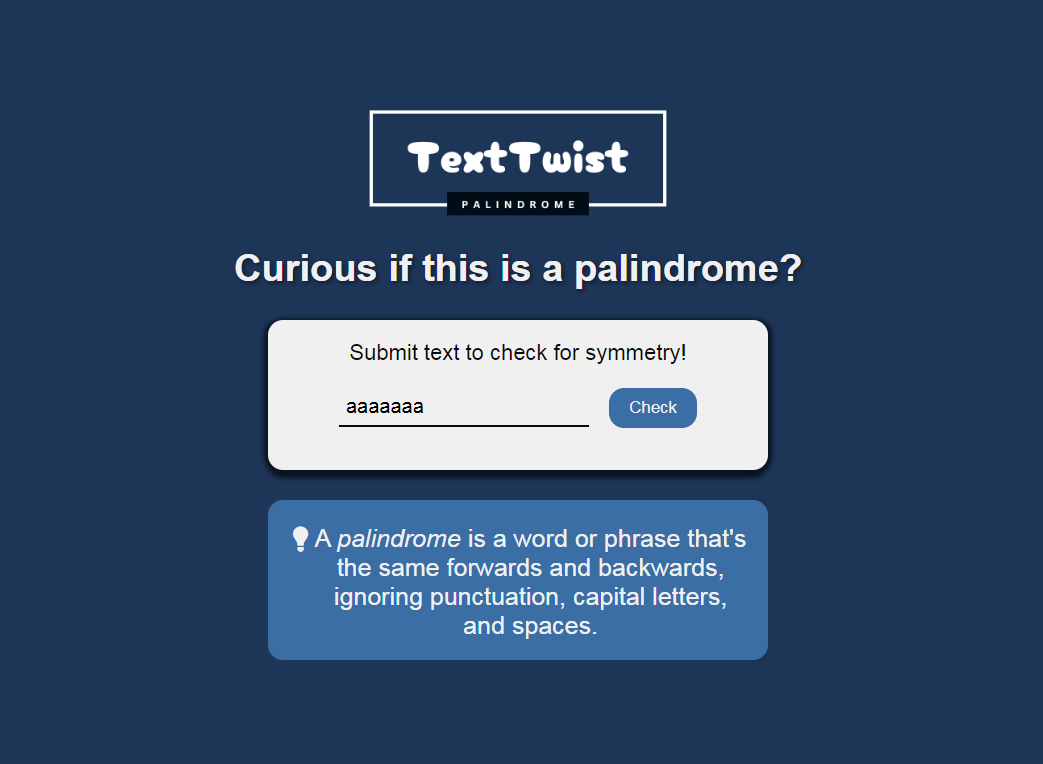 TextTwist
PALINDROME
Curious if this is a palindrome?
Submit text to check for symmetry!
aaaaaaa
Check
A palindrome is a word or phrase that's
the same forwards and backwards,
ignoring punctuation, capital letters,
and spaces.